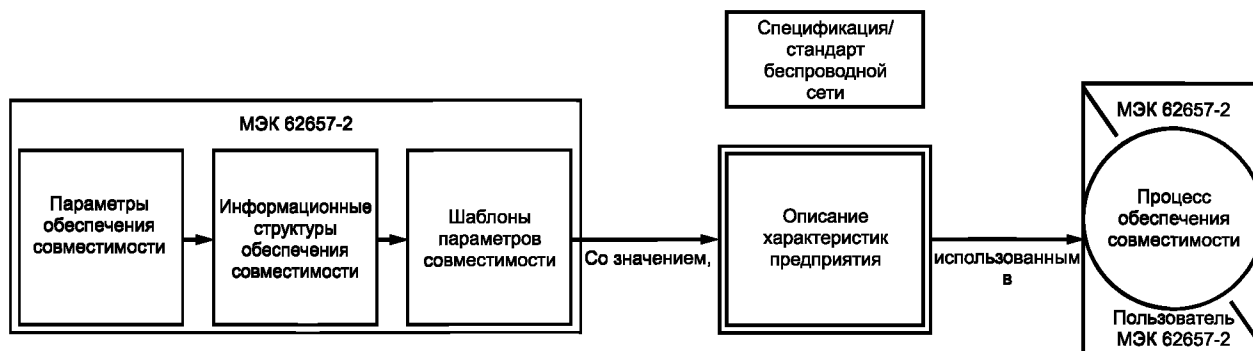 Спецификация/
стандарт
беспроводной
сети
МЭК 62657-2
Параметры
обеспечения
совместимости
Информационные
структуры
обеспечения
совместимости
Шаблоны
параметров
совместимости
Со значением,
Описание
характеристик
предприятия
использованным
в
МЭК 62657-2
Процесс
обеспечения
совместимости
Пользователь
МЭК 62657-2